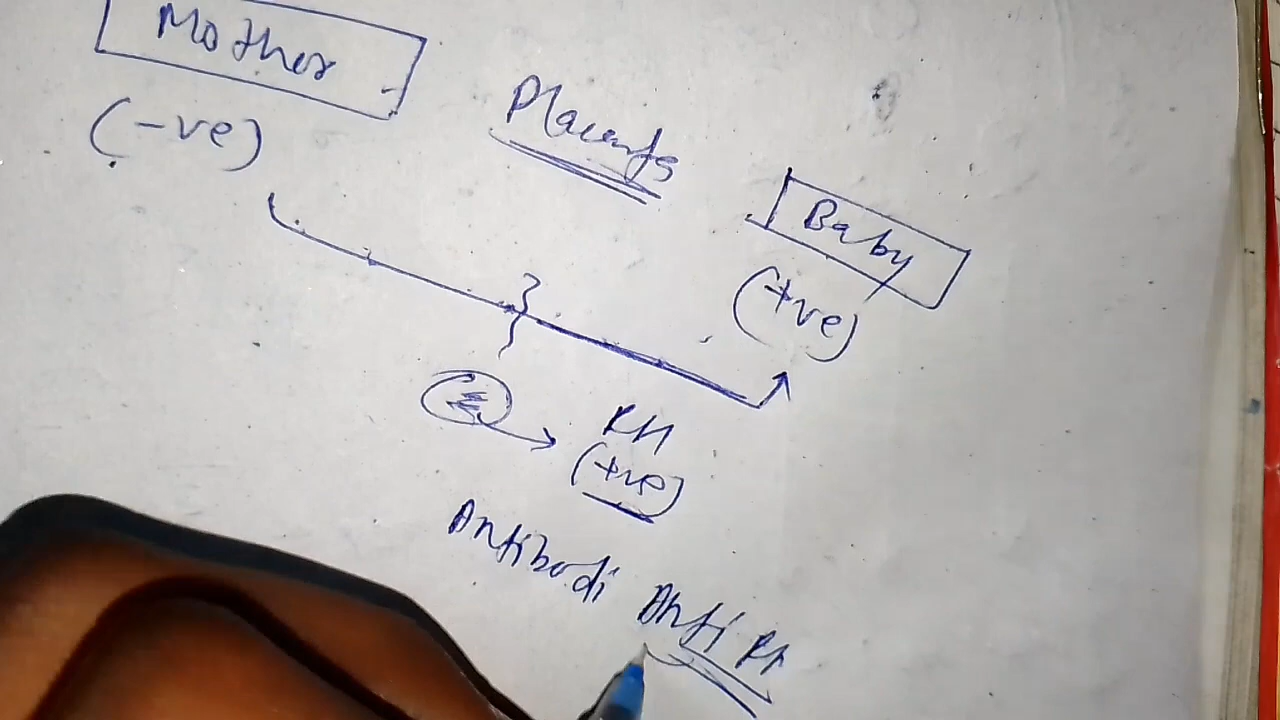 Mother
(-ve)
Placenta
Baby
(+ve)
RH
(+ve)
Antibodi Anti Rh